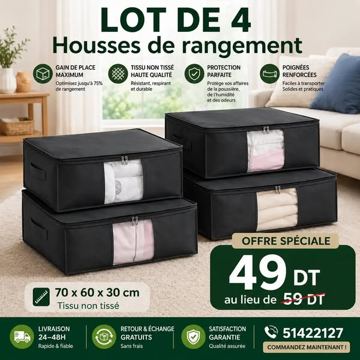 LOT DE 4
Housses de rangement
GAIN DE PLACE
MAXIMUM
Optimisez jusqu'à 75%
de rangement
TISSU NON TISSÉ
HAUTE QUALITÉ
Résistant, respirant
et durable
PROTECTION
PARFAITE
Protège vos affaires
de la poussière,
de l'humidité
et des odeurs
POIGNÉES
RENFORCÉES
Faciles à transporter
Solides et pratiques
70 x 60 x 30 cm
Tissu non tissé
OFFRE SPÉCIALE
49 DT
au lieu de 59 DT
LIVRAISON
24–48H
Rapide & fiable
RETOUR & ÉCHANGE
GRATUITS
Sans frais
SATISFACTION
GARANTIE
Qualité assurée
51422127
COMMANDEZ MAINTENANT !